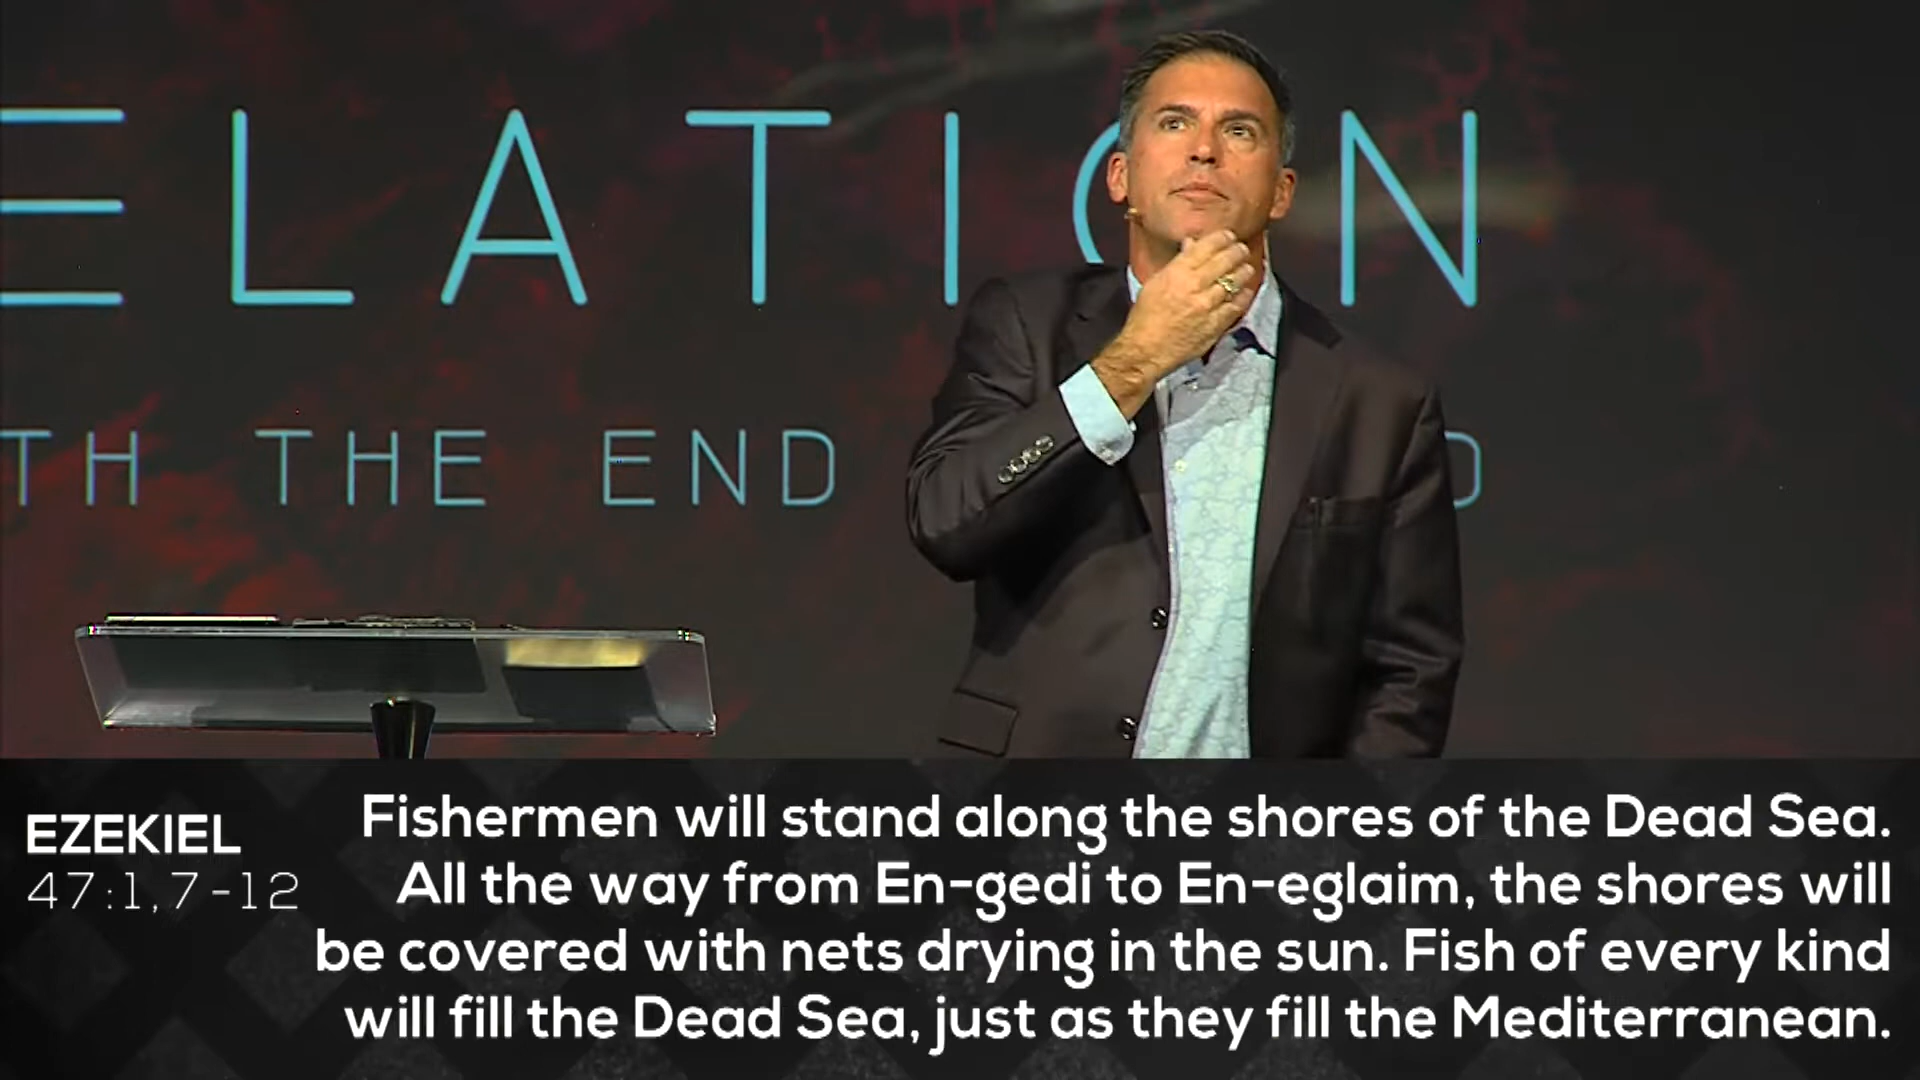 ELATION
TH THE END
EZEKIEL
47:1,7-12
Fishermen will stand along the shores of the Dead Sea.
All the way from En-gedi to En-eglaim, the shores will
be covered with nets drying in the sun. Fish of every kind
will fill the Dead Sea, just as they fill the Mediterranean.